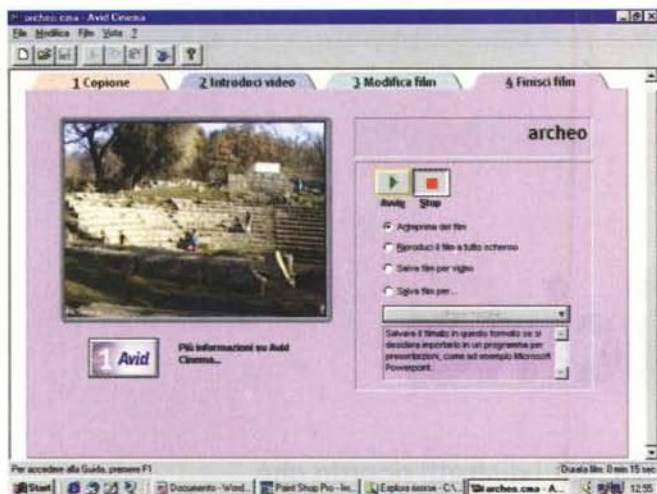 archeo.cma - Avid Cinema
File Modifica Film Vista ?
1 Copione
2 Introduci video
3 Modifica film
4 Finisci film
archeo
Avvio Stop
Anteprima del film
Riproduci il film a tutto schermo
Salva film per
Salva film per...
Salvare il filmato in questo formato se si
desidera importarlo in un programma per
presentazioni, come ad esempio Microsoft
Powerpoint.
1 Avid
Più informazioni su Avid
Cinema...
Per accedere alla Guida, premere F1
Durata film: 0 min 15 sec
Start
Documento - Word...
Paint Shop Pro - Im...
Esplora risorse - C:\...
archeo.cma - A...
12.55